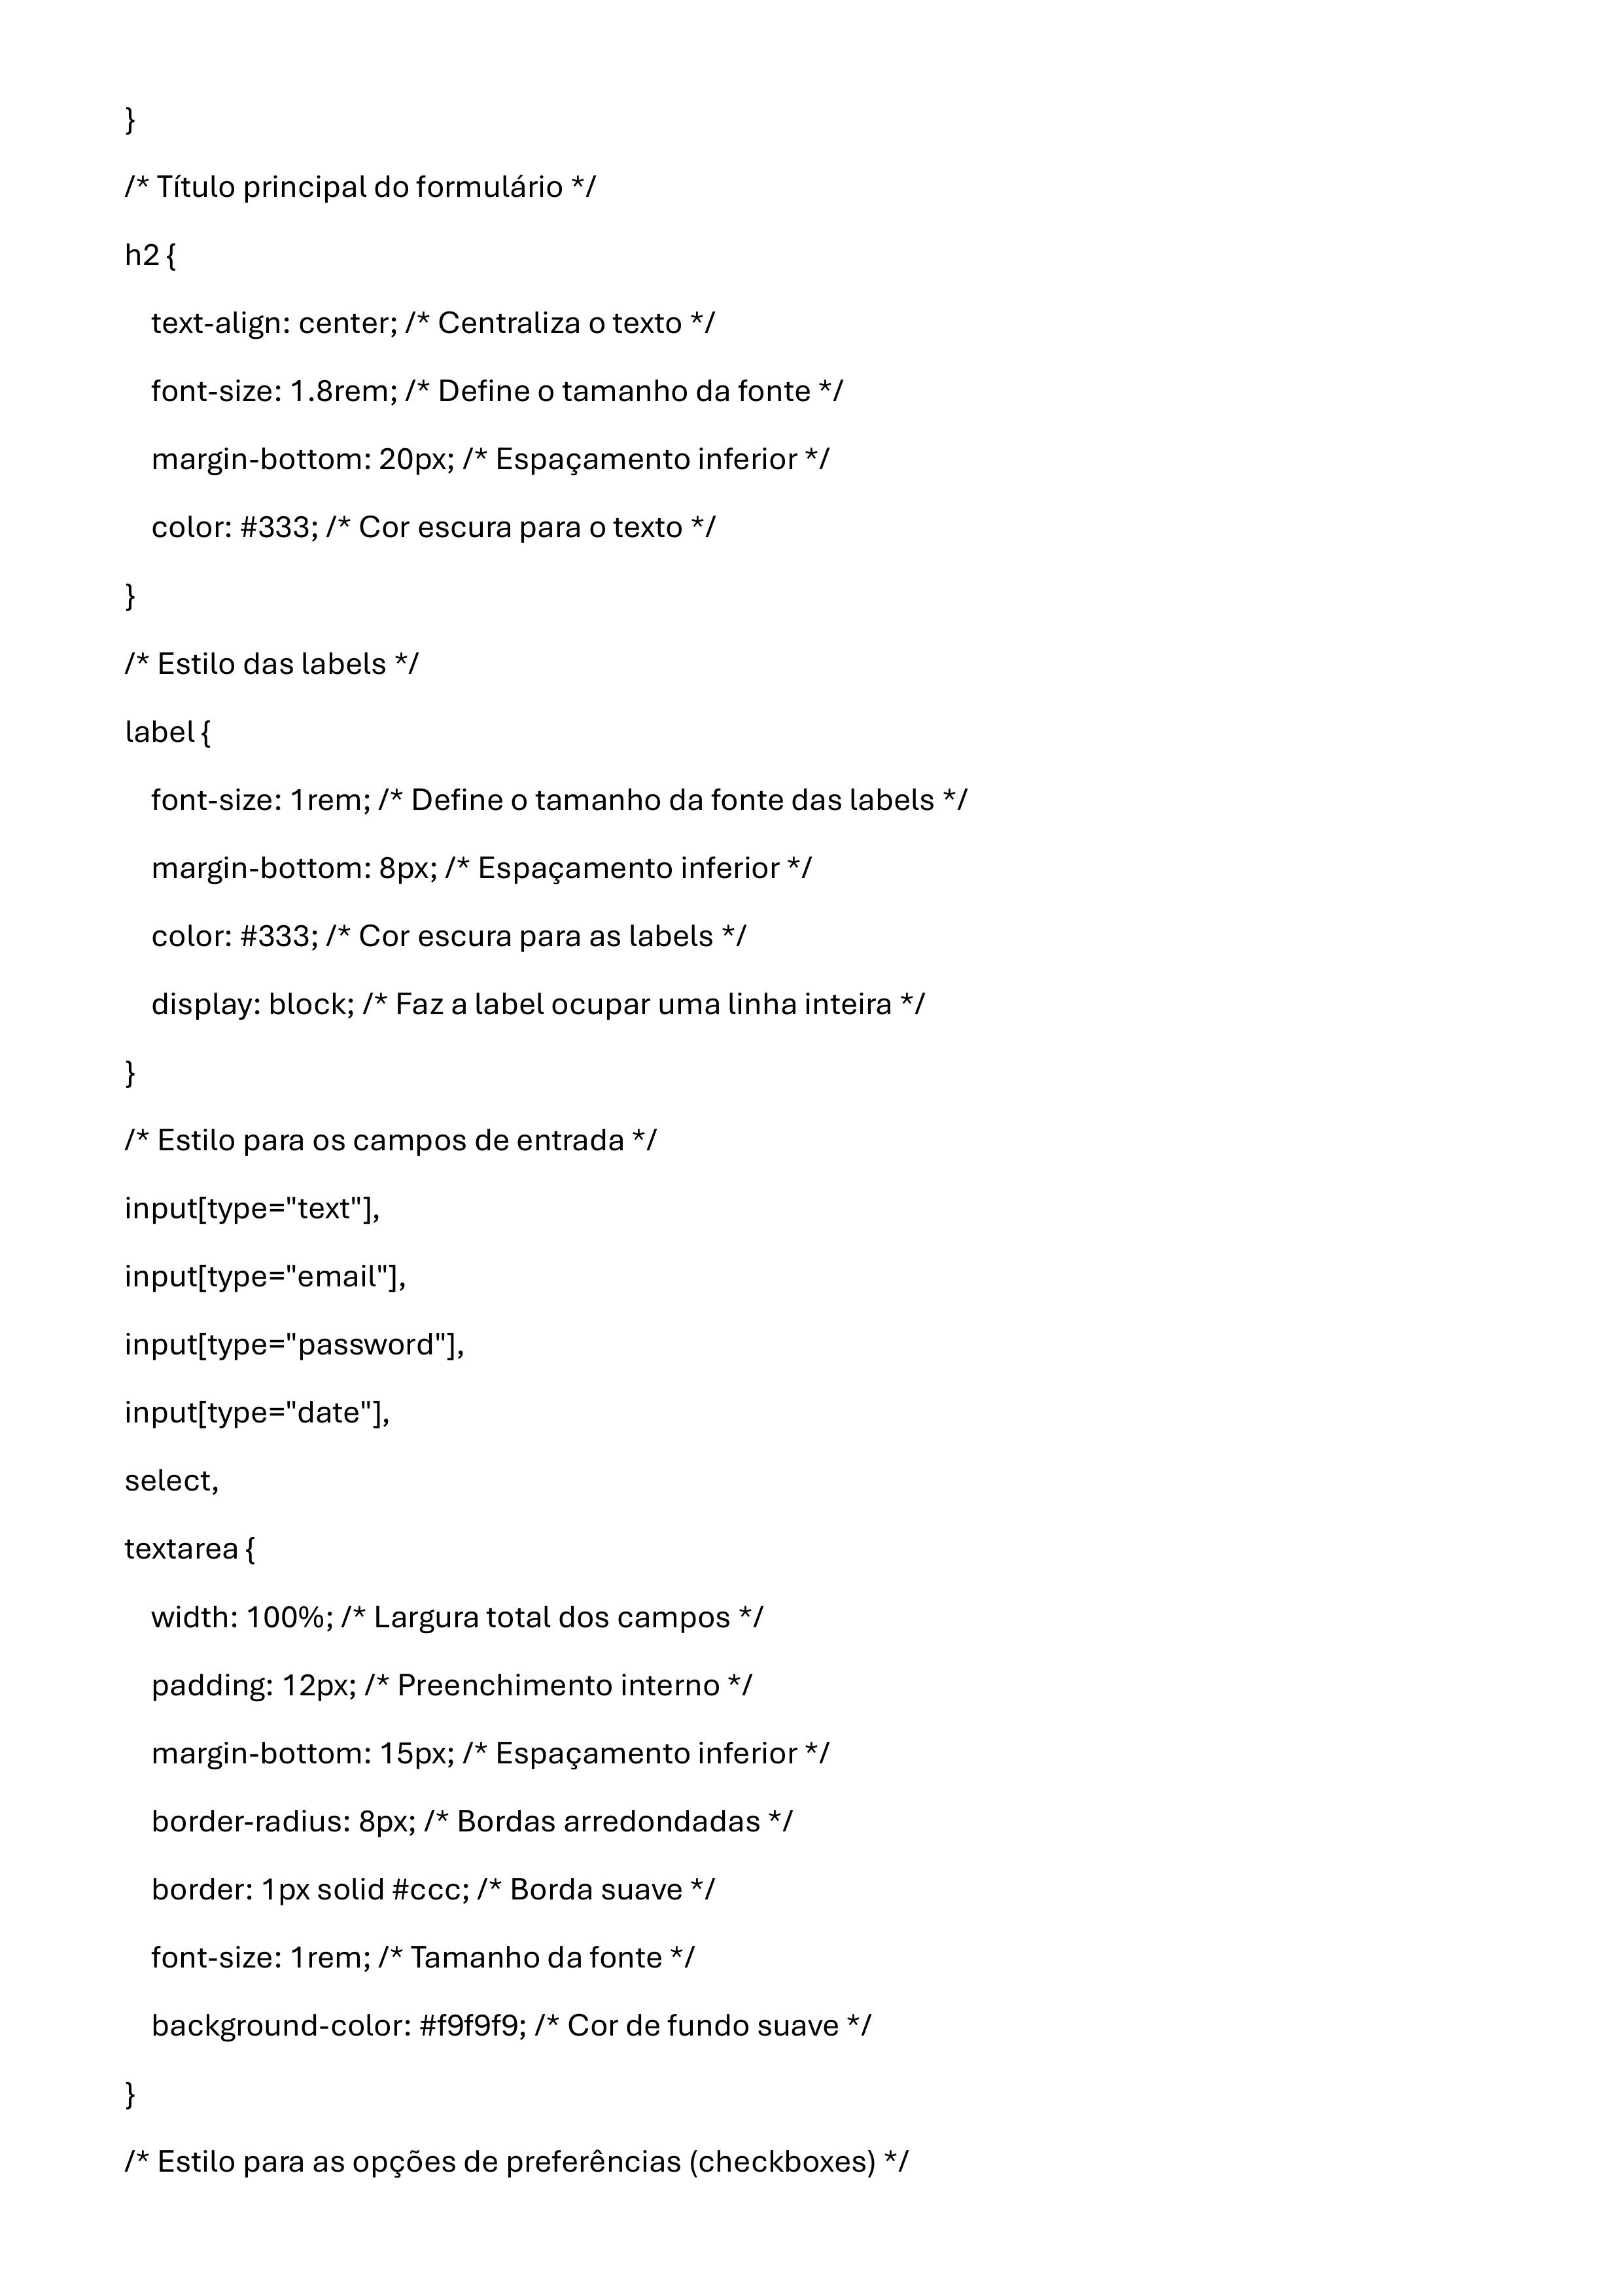 }
/* Título principal do formulário */
h2 {
    text-align: center; /* Centraliza o texto */
    font-size: 1.8rem; /* Define o tamanho da fonte */
    margin-bottom: 20px; /* Espaçamento inferior */
    color: #333; /* Cor escura para o texto */
}
/* Estilo das labels */
label {
    font-size: 1rem; /* Define o tamanho da fonte das labels */
    margin-bottom: 8px; /* Espaçamento inferior */
    color: #333; /* Cor escura para as labels */
    display: block; /* Faz a label ocupar uma linha inteira */
}
/* Estilo para os campos de entrada */
input[type="text"],
input[type="email"],
input[type="password"],
input[type="date"],
select,
textarea {
    width: 100%; /* Largura total dos campos */
    padding: 12px; /* Preenchimento interno */
    margin-bottom: 15px; /* Espaçamento inferior */
    border-radius: 8px; /* Bordas arredondadas */
    border: 1px solid #ccc; /* Borda suave */
    font-size: 1rem; /* Tamanho da fonte */
    background-color: #f9f9f9; /* Cor de fundo suave */
}
/* Estilo para as opções de preferências (checkboxes) */